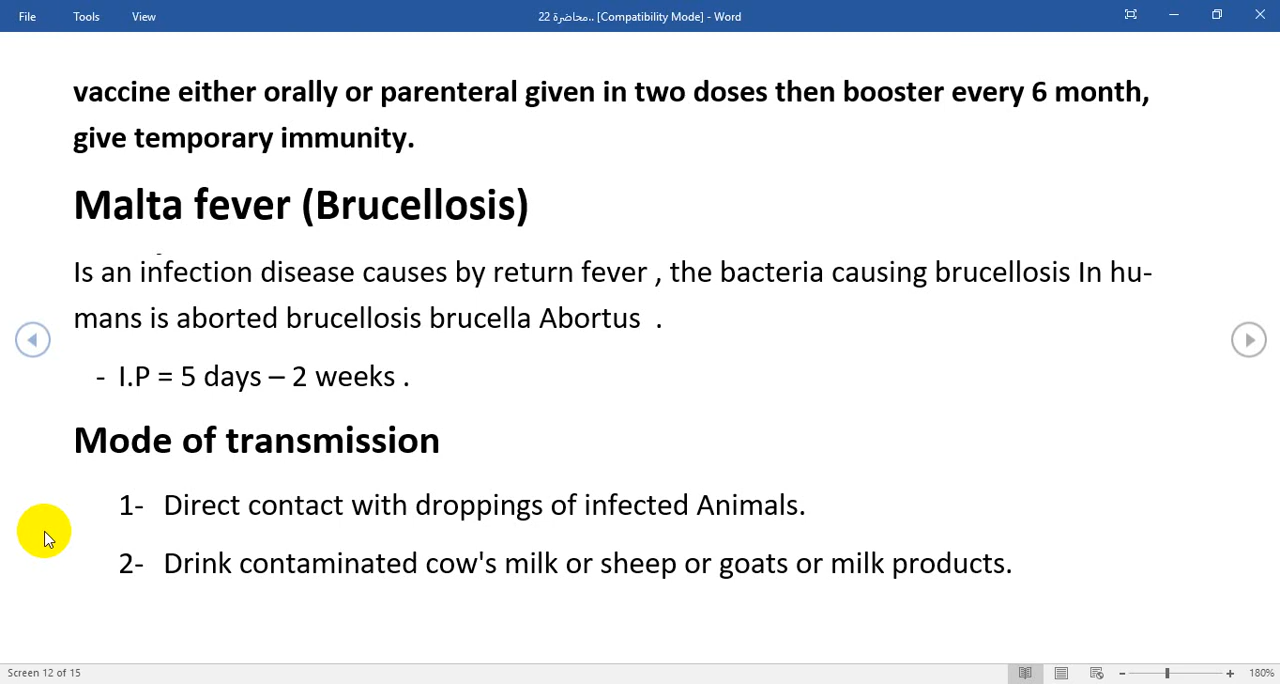 File Tools View محاضرة 22.. [Compatibility Mode] - Word
vaccine either orally or parenteral given in two doses then booster every 6 month,
give temporary immunity.
Malta fever (Brucellosis)
Is an infection disease causes by return fever , the bacteria causing brucellosis In hu-
mans is aborted brucellosis brucella Abortus .
- I.P = 5 days – 2 weeks .
Mode of transmission
1- Direct contact with droppings of infected Animals.
2- Drink contaminated cow's milk or sheep or goats or milk products.
Screen 12 of 15 180%